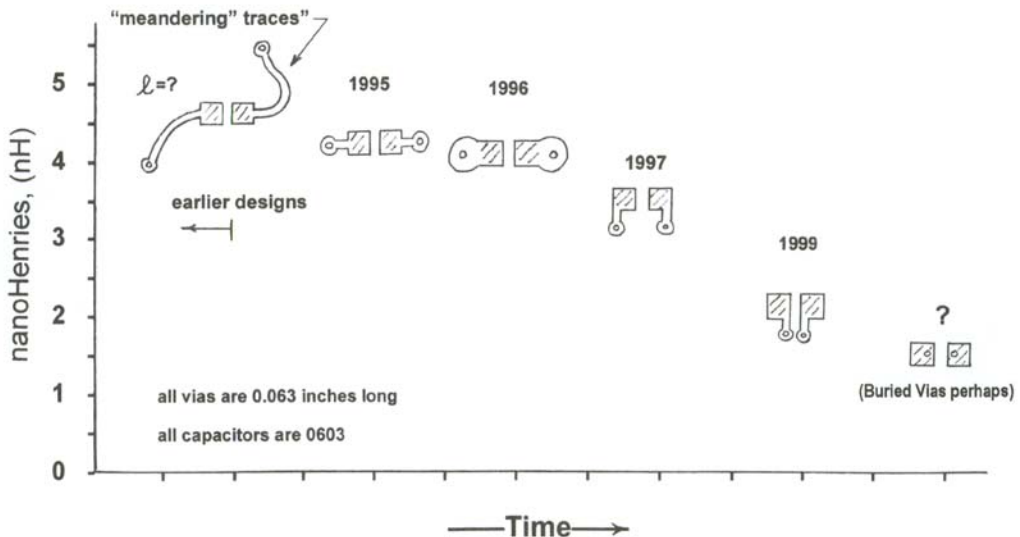 "meandering" traces"
ℓ=?
1995
1996
1997
1999
?
(Buried Vias perhaps)
earlier designs
all vias are 0.063 inches long
all capacitors are 0603
nanoHenries, (nH)
5
4
3
2
1
0
Time